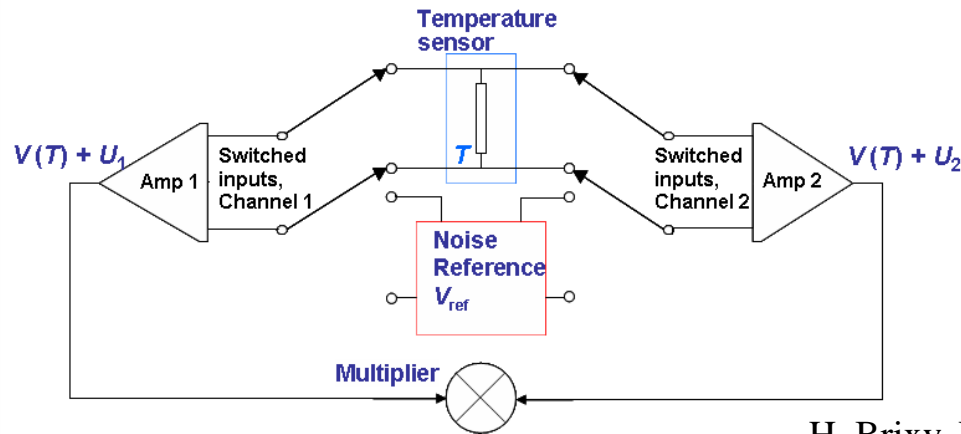 Temperature
sensor
V(T) + U1
Amp 1
Switched
inputs,
Channel 1
T
Switched
inputs,
Channel 2
Amp 2
V(T) + U2
Noise
Reference
Vref
Multiplier
H. Brixy,